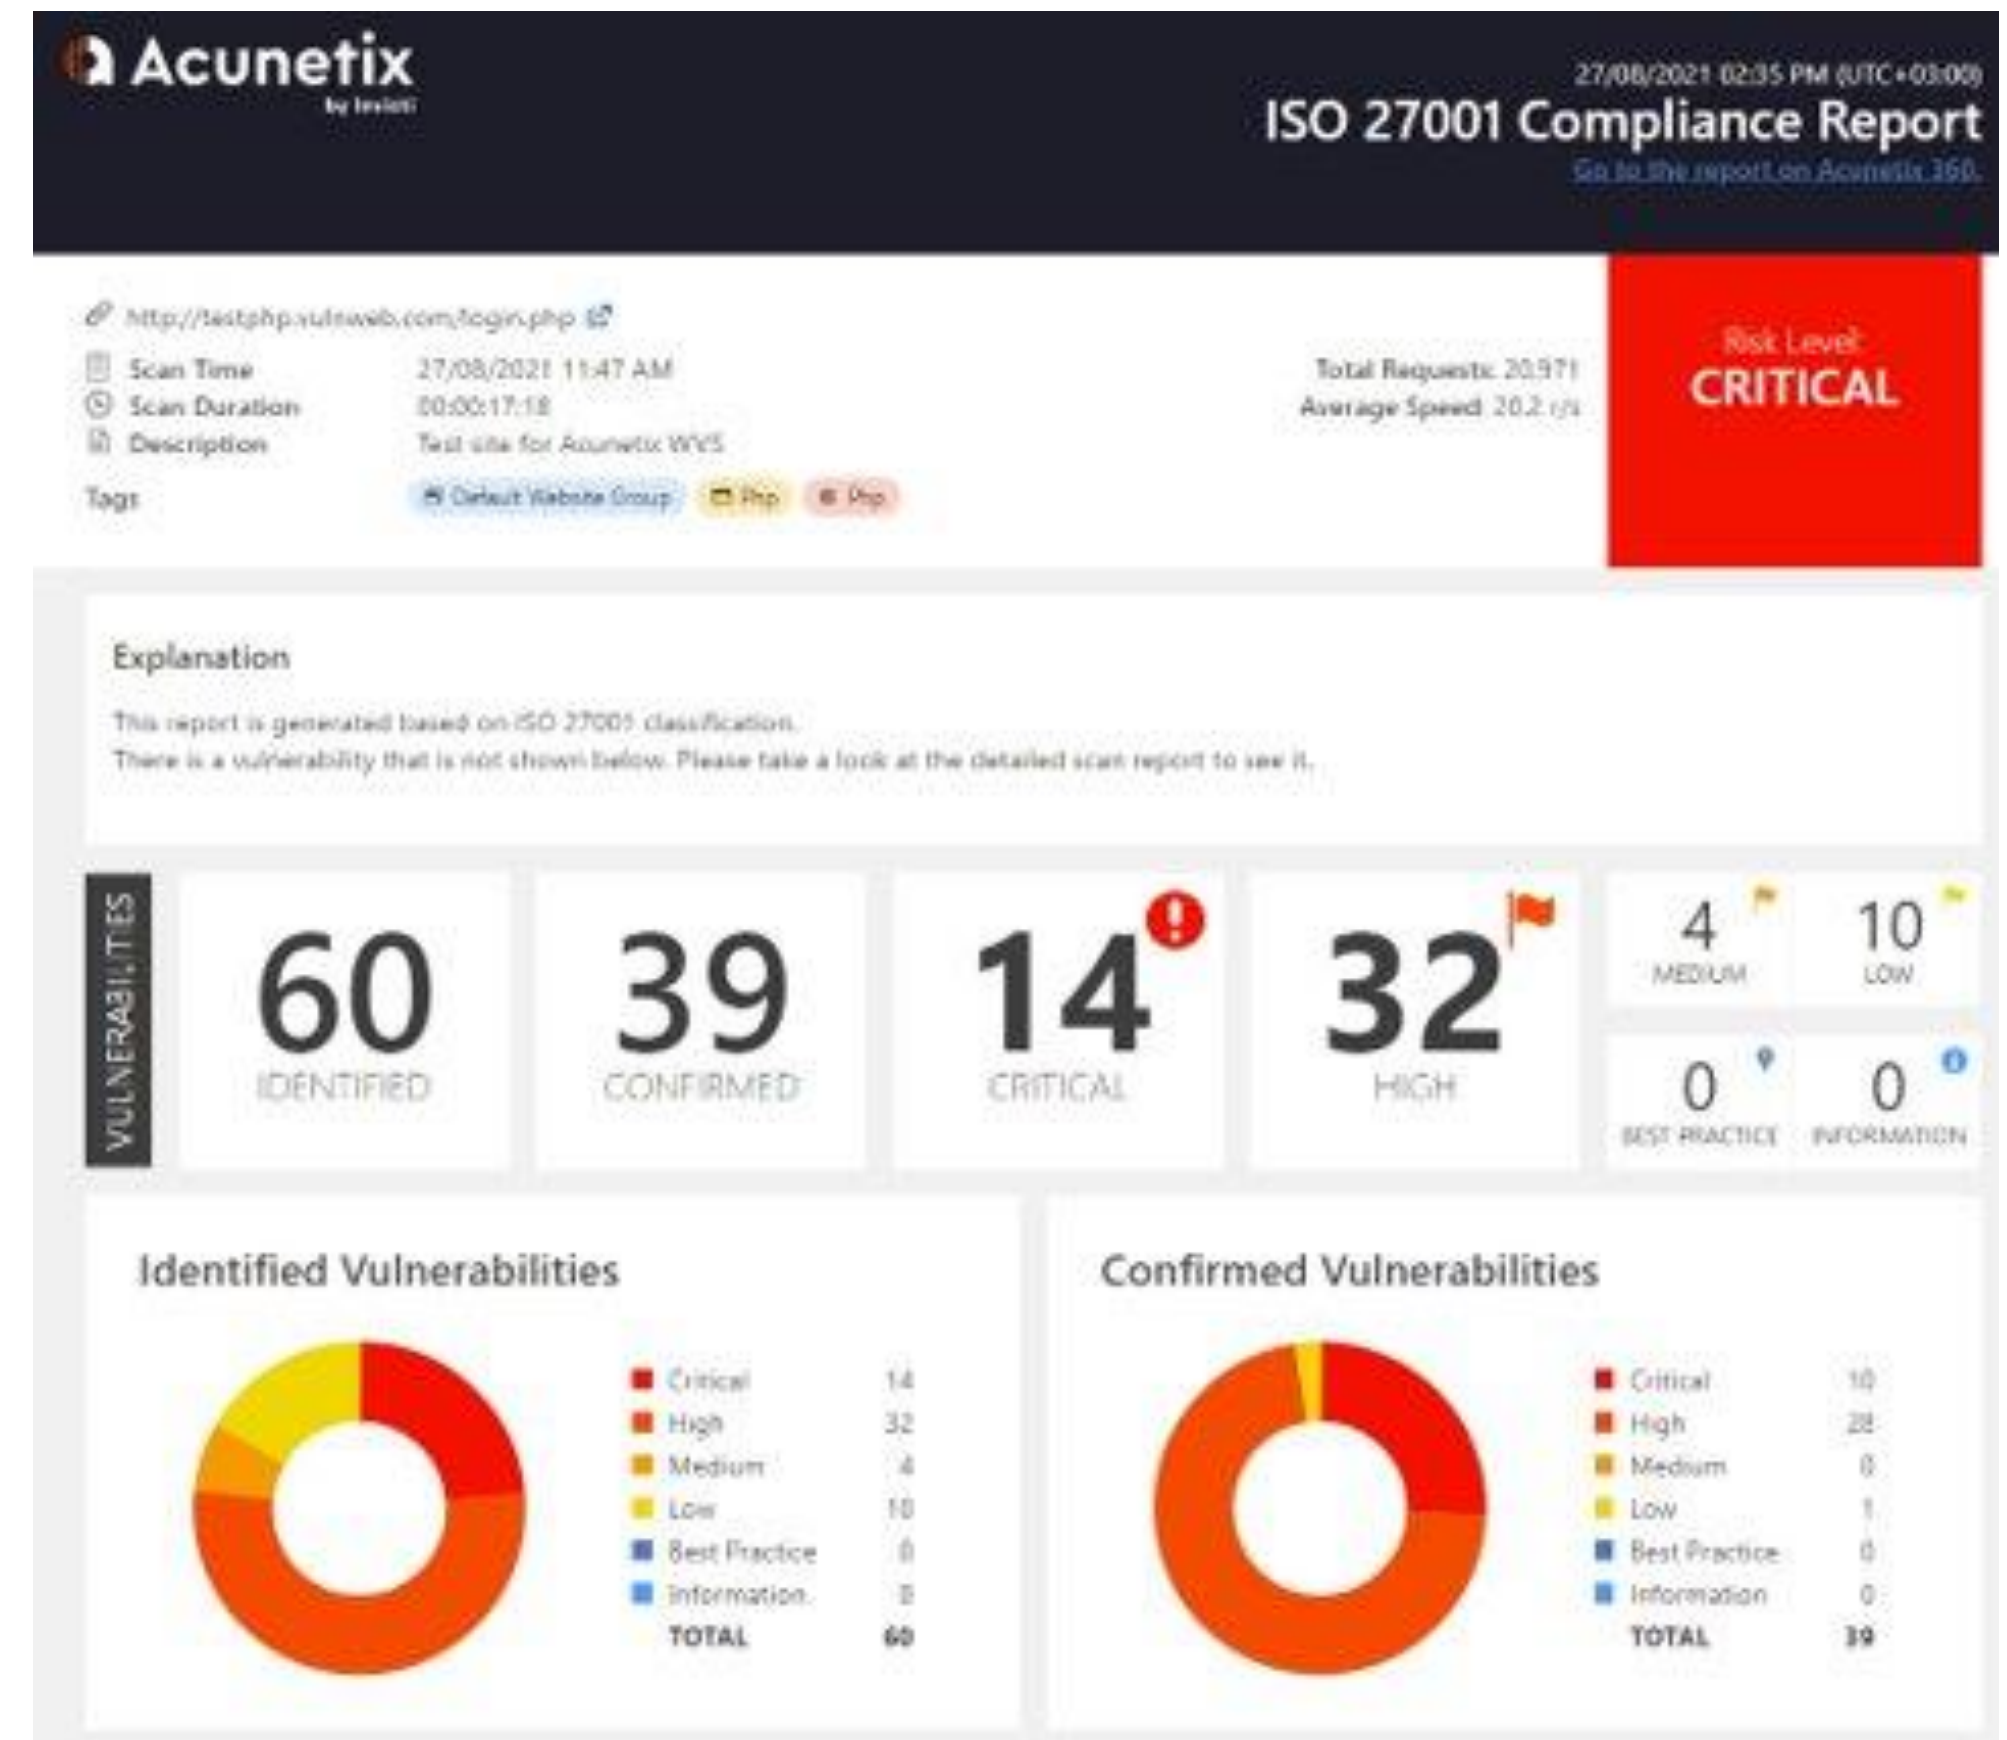 Acunetix
by Invicti
27/08/2021 02:35 PM (UTC+03:00)
ISO 27001 Compliance Report
Go to the report on Acunetix 360.
http://testphp.vulnweb.com/login.php
Scan Time 27/08/2021 11:47 AM
Scan Duration 00:00:17:18
Description Test site for Acunetix WVS
Tags Default Website Group Php Php
Total Requests: 20,971
Average Speed: 20.2 r/s
Risk Level:
CRITICAL
Explanation
This report is generated based on ISO 27001 classification.
There is a vulnerability that is not shown below. Please take a look at the detailed scan report to see it.
VULNERABILITIES
60
IDENTIFIED
39
CONFIRMED
14
CRITICAL
32
HIGH
4
MEDIUM
10
LOW
0
BEST PRACTICE
0
INFORMATION
Identified Vulnerabilities
Critical 14
High 32
Medium 4
Low 10
Best Practice 0
Information 0
TOTAL 60
Confirmed Vulnerabilities
Critical 10
High 28
Medium 0
Low 1
Best Practice 0
Information 0
TOTAL 39